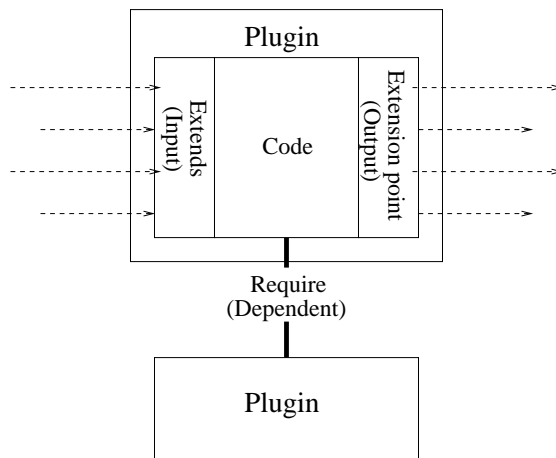 Plugin
Extends
(Input)
Code
Extension point
(Output)
Require
(Dependent)
Plugin